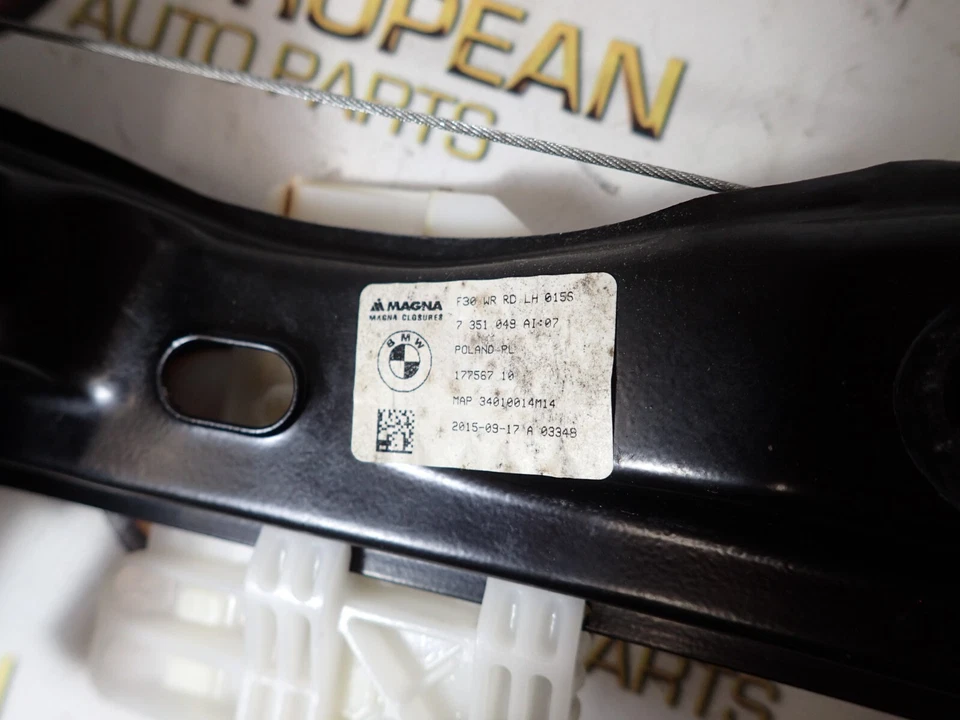 EUROPEAN
AUTO PARTS
MAGNA
MAGNA CLOSURES
BMW
F30 WR RD LH 0156
7 351 049 AI:07
POLAND-PL
177567 10
MAP 34010014M14
2015-09-17 A 03348
PARTS